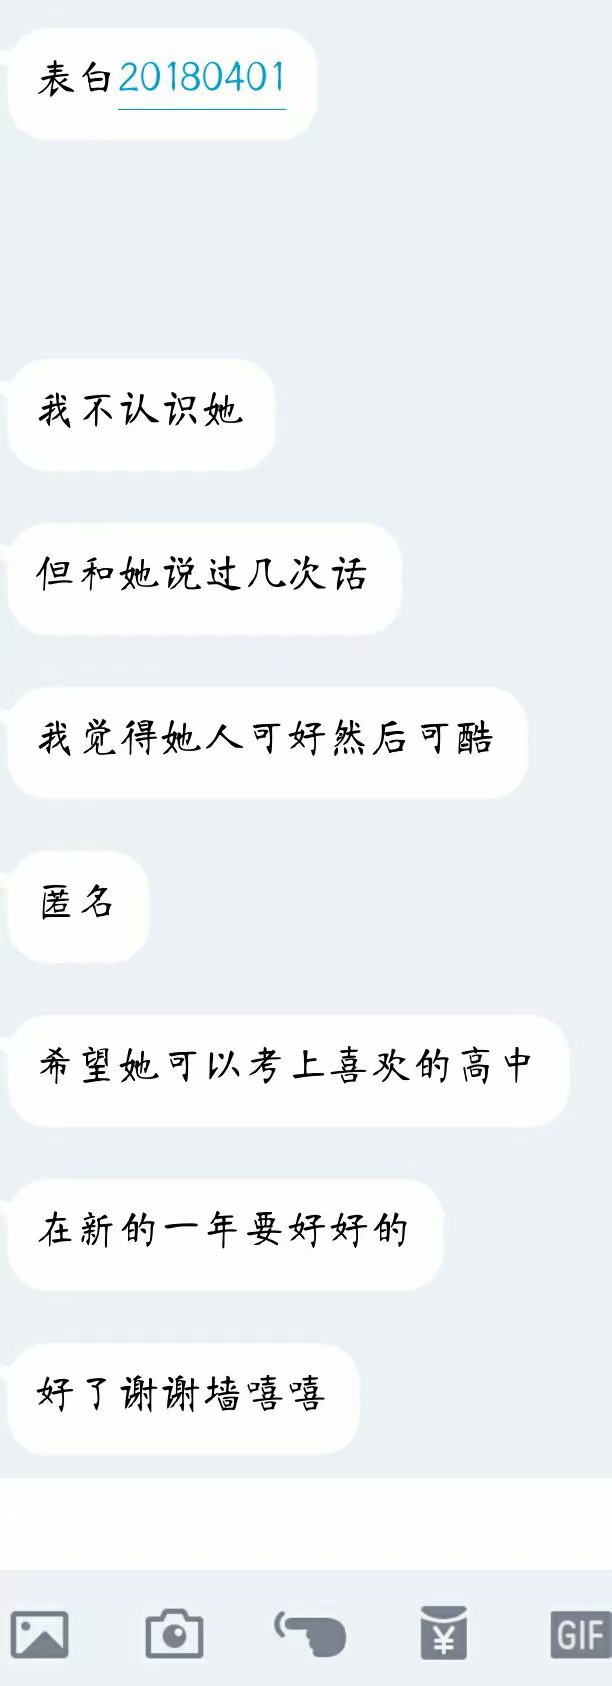 表白20180401
我不认识她
但和她说过几次话
我觉得她人可好然后可酷
匿名
希望她可以考上喜欢的高中
在新的一年要好好的
好了谢谢墙嘻嘻
¥
GIF